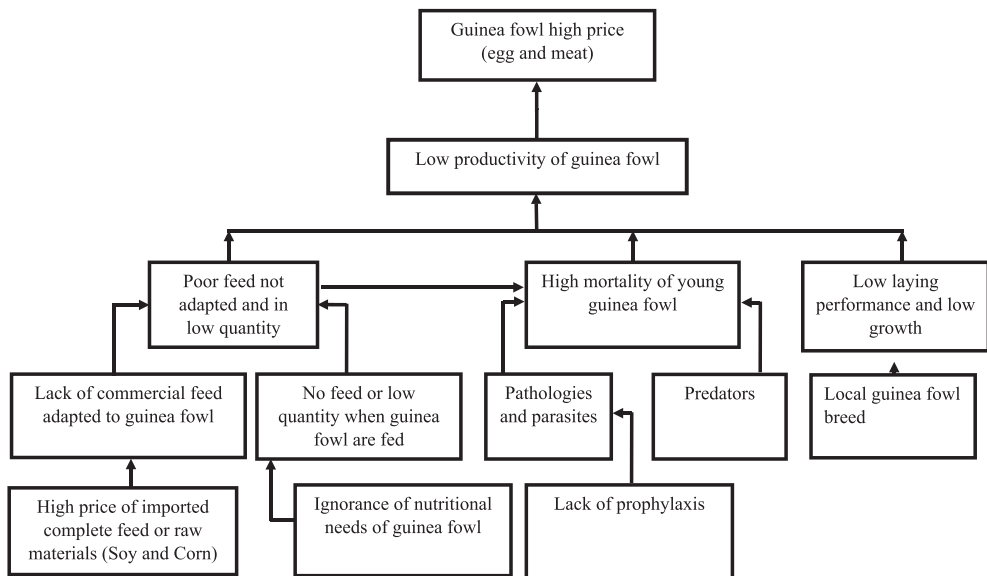 Guinea fowl high price
(egg and meat)
Low productivity of guinea fowl
Poor feed not
adapted and in
low quantity
High mortality of young
guinea fowl
Low laying
performance and low
growth
Lack of commercial feed
adapted to guinea fowl
No feed or low
quantity when guinea
fowl are fed
Pathologies
and parasites
Predators
Local guinea fowl
breed
High price of imported
complete feed or raw
materials (Soy and Corn)
Ignorance of nutritional
needs of guinea fowl
Lack of prophylaxis